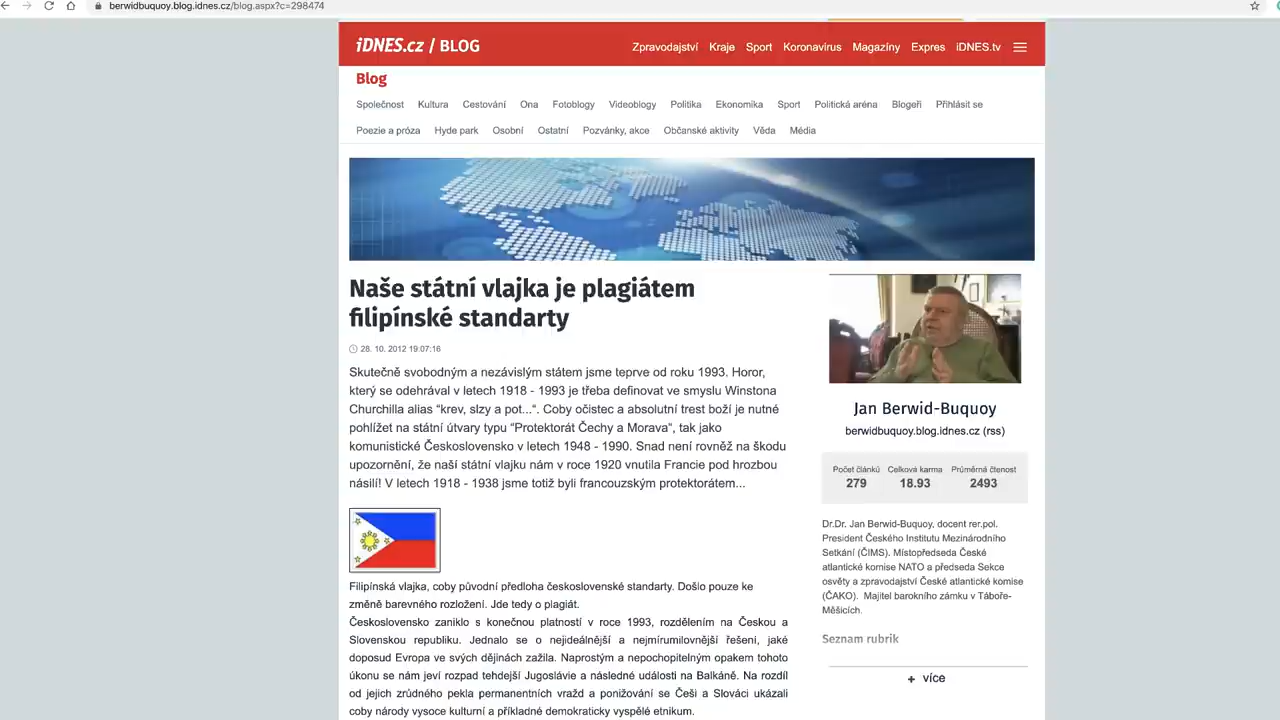 berwidbuquoy.blog.idnes.cz/blog.aspx?c=298474
iDNES.cz / BLOG
Zpravodajství Kraje Sport Koronavirus Magazíny Expres iDNES.tv
Blog
Společnost Kultura Cestování Ona Fotoblogy Videoblogy Politika Ekonomika Sport Politická aréna Blogeři Přihlásit se
Poezie a próza Hyde park Osobní Ostatní Pozvánky, akce Občanské aktivity Věda Média
Naše státní vlajka je plagiátem
filipínské standarty
28. 10. 2012 19:07:16
Skutečně svobodným a nezávislým státem jsme teprve od roku 1993. Horor,
který se odehrával v letech 1918 - 1993 je třeba definovat ve smyslu Winstona
Churchilla alias “krev, slzy a pot...“. Coby očistec a absolutní trest boží je nutné
pohlížet na státní útvary typu “Protektorát Čechy a Morava“, tak jako
komunistické Československo v letech 1948 - 1990. Snad není rovněž na škodu
upozornění, že naší státní vlajku nám v roce 1920 vnutila Francie pod hrozbou
násilí! V letech 1918 - 1938 jsme totiž byli francouzským protektorátem...
Filipínská vlajka, coby původní předloha československé standarty. Došlo pouze ke
změně barevného rozložení. Jde tedy o plagiát.
Československo zaniklo s konečnou platností v roce 1993, rozdělením na Českou a
Slovenskou republiku. Jednalo se o nejideálnější a nejmírumilovnější řešení, jaké
doposud Evropa ve svých dějinách zažila. Naprostým a nepochopitelným opakem tohoto
úkonu se nám jeví rozpad tehdejší Jugoslávie a následné události na Balkáně. Na rozdíl
od jejich zrůdného pekla permanentních vražd a ponižování se Češi a Slováci ukázali
coby národy vysoce kulturní a příkladné demokraticky vyspělé etnikum.
Jan Berwid-Buquoy
berwidbuquoy.blog.idnes.cz (rss)
Počet článků Celková karma Průměrná čtenost
279 18.93 2493
Dr.Dr. Jan Berwid-Buquoy, docent rer.pol.
President Českého Institutu Mezinárodního
Setkání (ČIMS). Místopředseda České
atlantické komise NATO a předseda Sekce
osvěty a zpravodajství České atlantické komise
(ČAKO). Majitel barokního zámku v Táboře-
Měšicích.
Seznam rubrik
+ více